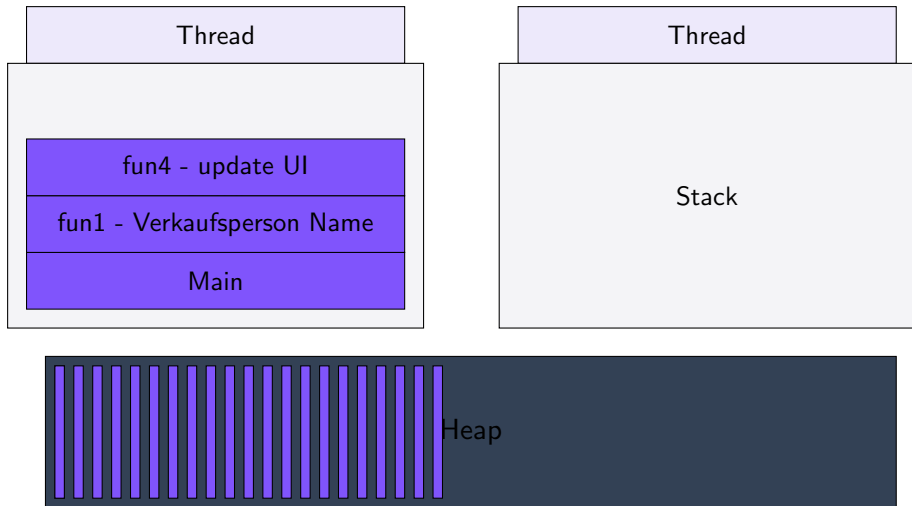 Thread
Thread
fun4 - update UI
fun1 - Verkaufsperson Name
Stack
Main
Heap